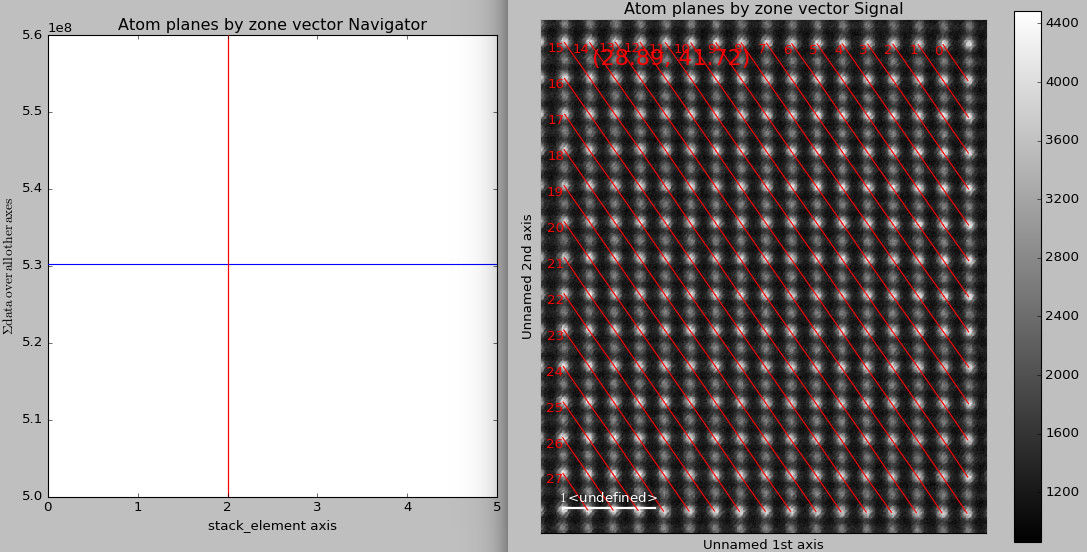 Atom planes by zone vector Navigator
1e8
5.6
5.5
5.4
5.3
5.2
5.1
5.0
0 1 2 3 4 5
stack_element axis
Σdata over all other axes
Atom planes by zone vector Signal
(28.89, 41.72)
15 14 13 12 11 10 9 8 7 6 5 4 3 2 1 0
16
17
18
19
20
21
22
23
24
25
26
27
1 <undefined>
Unnamed 2nd axis
Unnamed 1st axis
4400
4000
3600
3200
2800
2400
2000
1600
1200